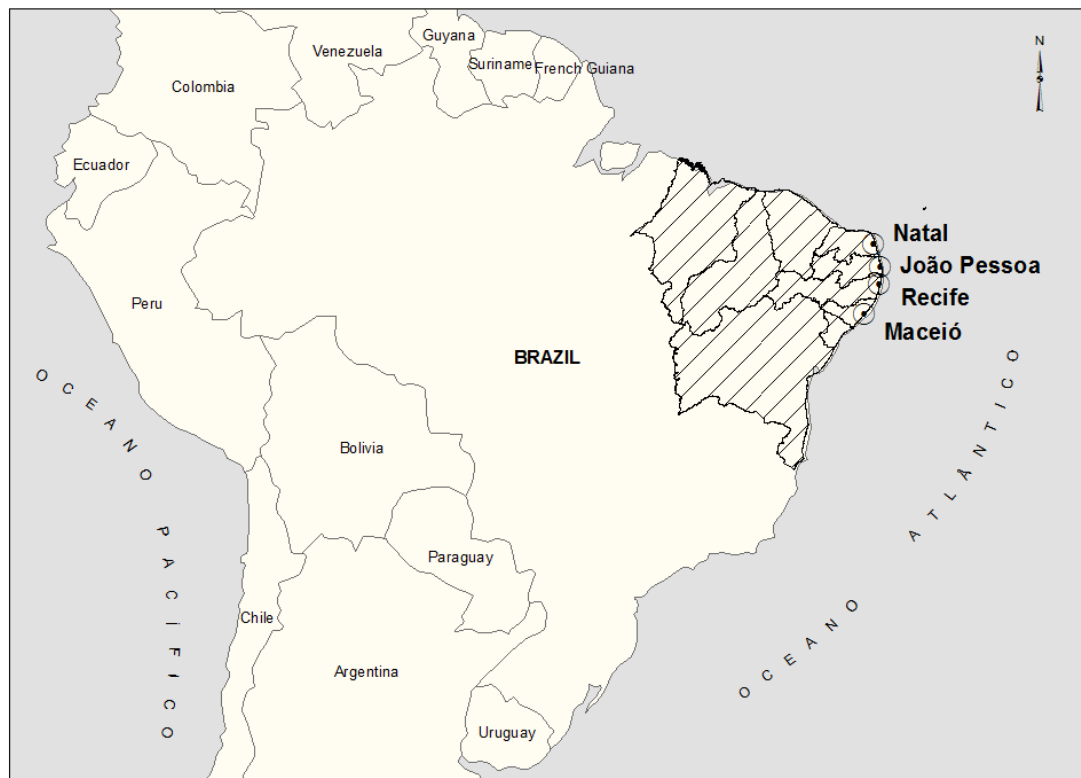 Guyana
Venezuela
Suriname
French Guiana
N
Colombia
Ecuador
Natal
João Pessoa
Peru
Recife
Maceió
BRAZIL
Bolivia
Paraguay
Chile
Argentina
Uruguay
OCEANO PACÍFICO
OCEANO ATLÂNTICO